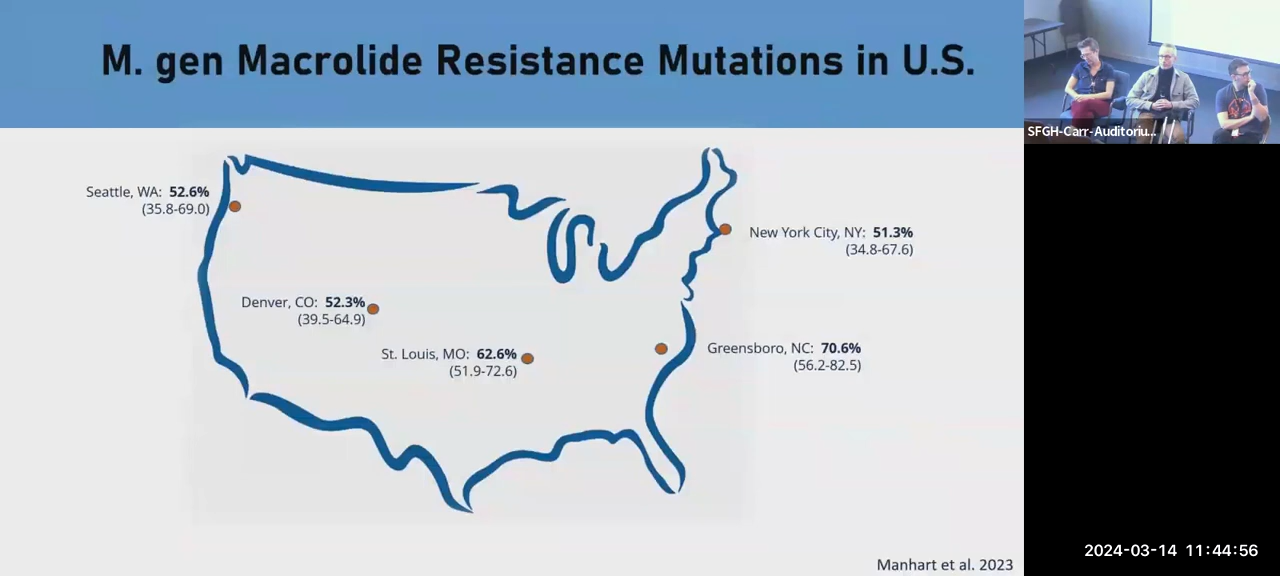 M. gen Macrolide Resistance Mutations in U.S.
SFGH-Carr-Auditoriu...
Seattle, WA: 52.6%
(35.8-69.0)
New York City, NY: 51.3%
(34.8-67.6)
Denver, CO: 52.3%
(39.5-64.9)
St. Louis, MO: 62.6%
(51.9-72.6)
Greensboro, NC: 70.6%
(56.2-82.5)
Manhart et al. 2023
2024-03-14 11:44:56